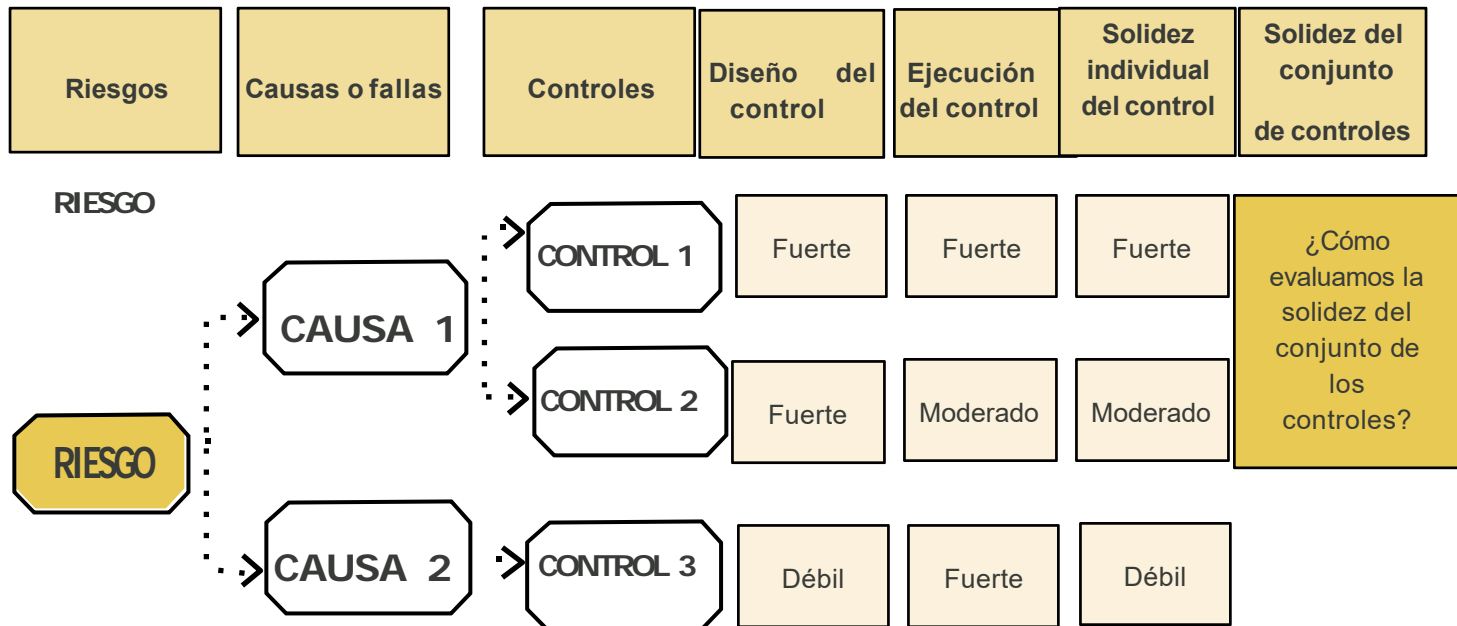 Riesgos
Causas o fallas
Controles
Diseño del
control
Ejecución
del control
Solidez
individual
del control
Solidez del
conjunto
de controles
RIESGO
RIESGO
CAUSA 1
CONTROL 1
Fuerte
Fuerte
Fuerte
CONTROL 2
Fuerte
Moderado
Moderado
¿Cómo
evaluamos la
solidez del
conjunto de
los
controles?
CAUSA 2
CONTROL 3
Débil
Fuerte
Débil